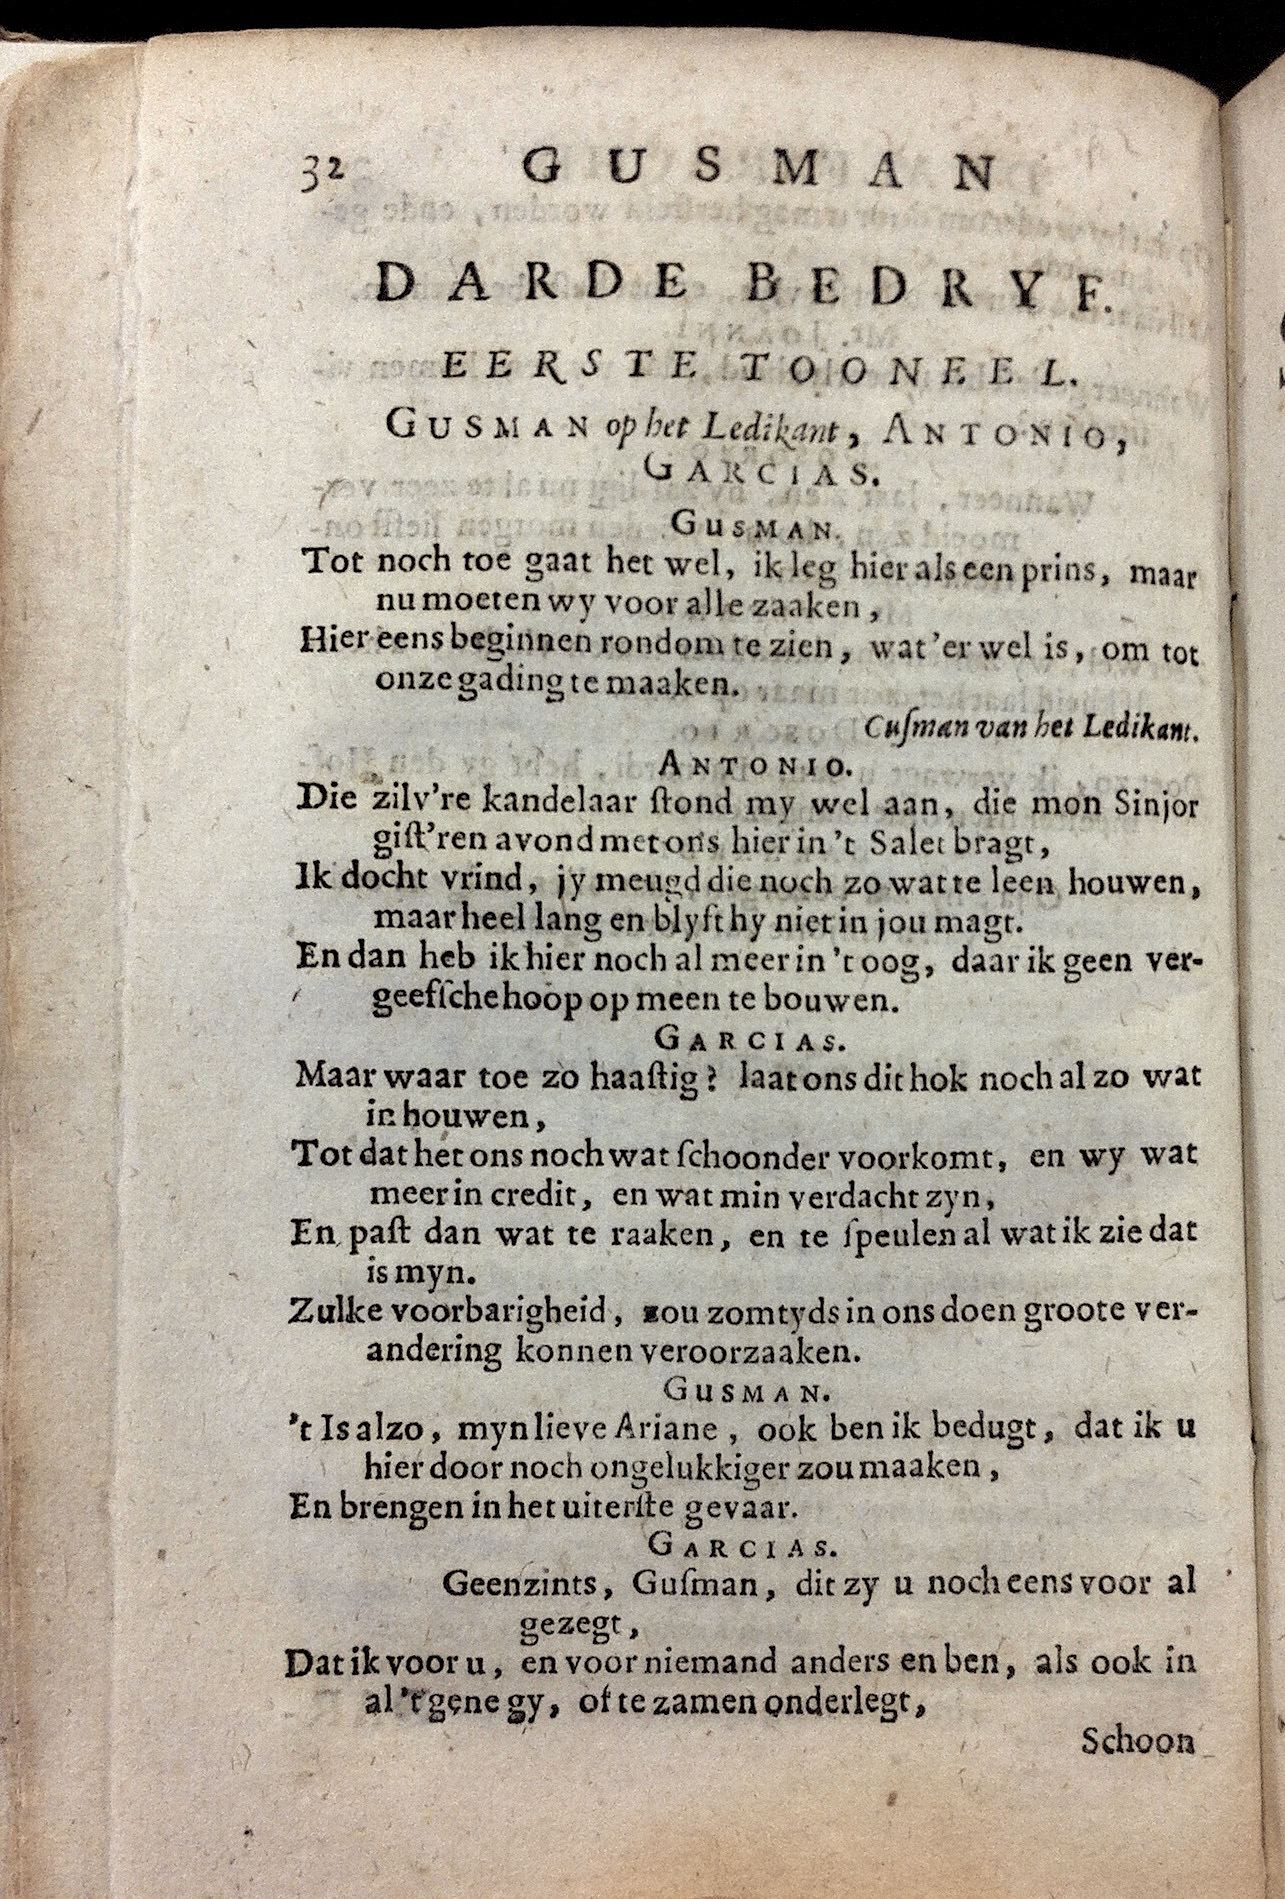 32 GUSMAN
DARDE BEDRYF.
EERSTE TOONEEL.
GUSMAN op het Ledikant, ANTONIO,
GARCIAS.
GUSMAN.
Tot noch toe gaat het wel, ik leg hier als een prins, maar
nu moeten wy voor alle zaaken,
Hier eens beginnen rondom te zien, wat 'er wel is, om tot
onze gading te maaken.
Cuſman van het Ledikant.
ANTONIO.
Die zilv're kandelaar ſtond my wel aan, die mon Sinjor
giſt'ren avond met ons hier in 't Salet bragt,
Ik docht vrind, jy meugd die noch zo wat te leen houwen,
maar heel lang en blyft hy niet in jou magt.
En dan heb ik hier noch al meer in 't oog, daar ik geen ver-
geefſche hoop op meen te bouwen.
GARCIAS.
Maar waar toe zo haaſtig? laat ons dit hok noch al zo wat
in houwen,
Tot dat het ons noch wat ſchoonder voorkomt, en wy wat
meer in credit, en wat min verdacht zyn,
En paſt dan wat te raaken, en te ſpeulen al wat ik zie dat
is myn.
Zulke voorbarigheid, zou zomtyds in ons doen groote ver-
andering konnen veroorzaaken.
GUSMAN.
't Is alzo, myn lieve Ariane, ook ben ik bedugt, dat ik u
hier door noch ongelukkiger zou maaken,
En brengen in het uiterſte gevaar.
GARCIAS.
Geenzints, Guſman, dit zy u noch eens voor al
gezegt,
Dat ik voor u, en voor niemand anders en ben, als ook in
al 't gene gy, of te zamen onderlegt,
Schoon